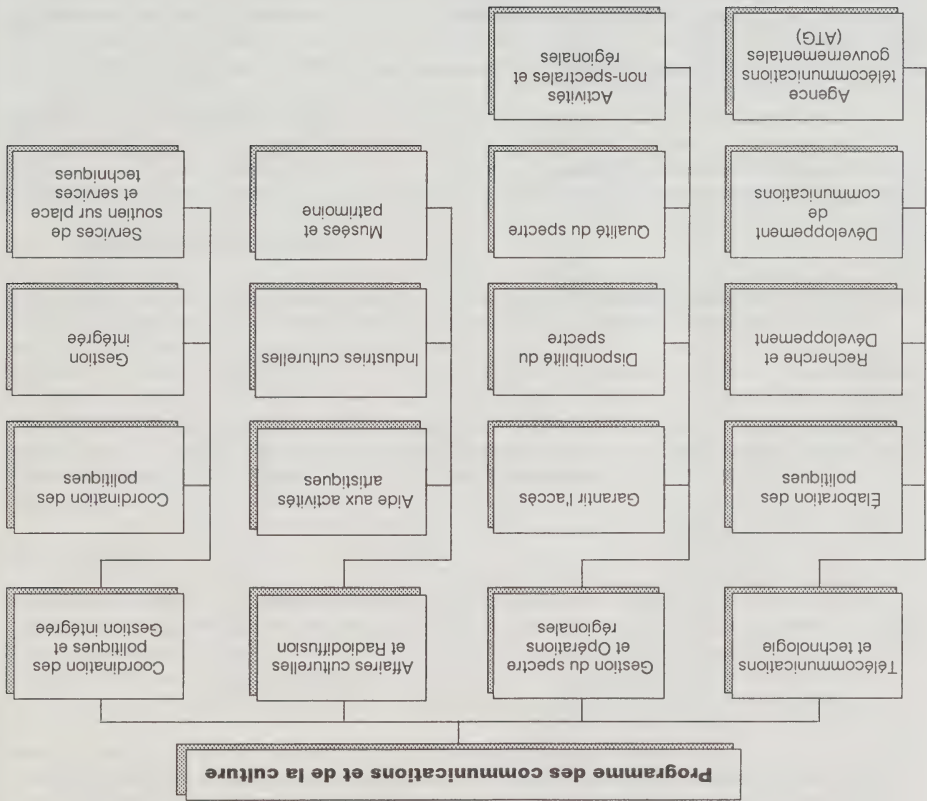 Programme des communications et de la culture
Télécommunications
et technologie
Gestion du spectre
et Opérations
régionales
Affaires culturelles
et Radiodiffusion
Coordination des
politiques et
Gestion intégrée
Élaboration des
politiques
Garantir l'accès
Aide aux activités
artistiques
Coordination des
politiques
Recherche et
Développement
Disponibilité du
spectre
Industries culturelles
Gestion
intégrée
Développement
de
communications
Qualité du spectre
Musées et
patrimoine
Services de
soutien sur place
et services
techniques
Agence
télécommunications
gouvernementales
(ATG)
Activités
non-spectrales et
régionales